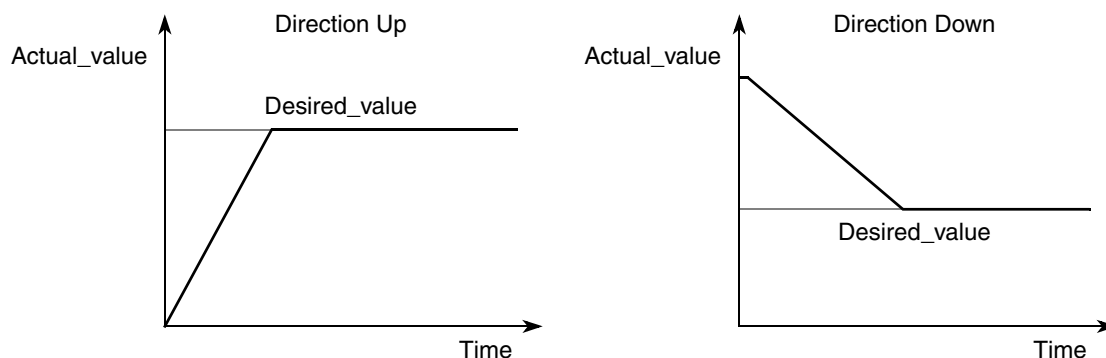 Direction Up
Actual_value
Desired_value
Time
Direction Down
Actual_value
Desired_value
Time